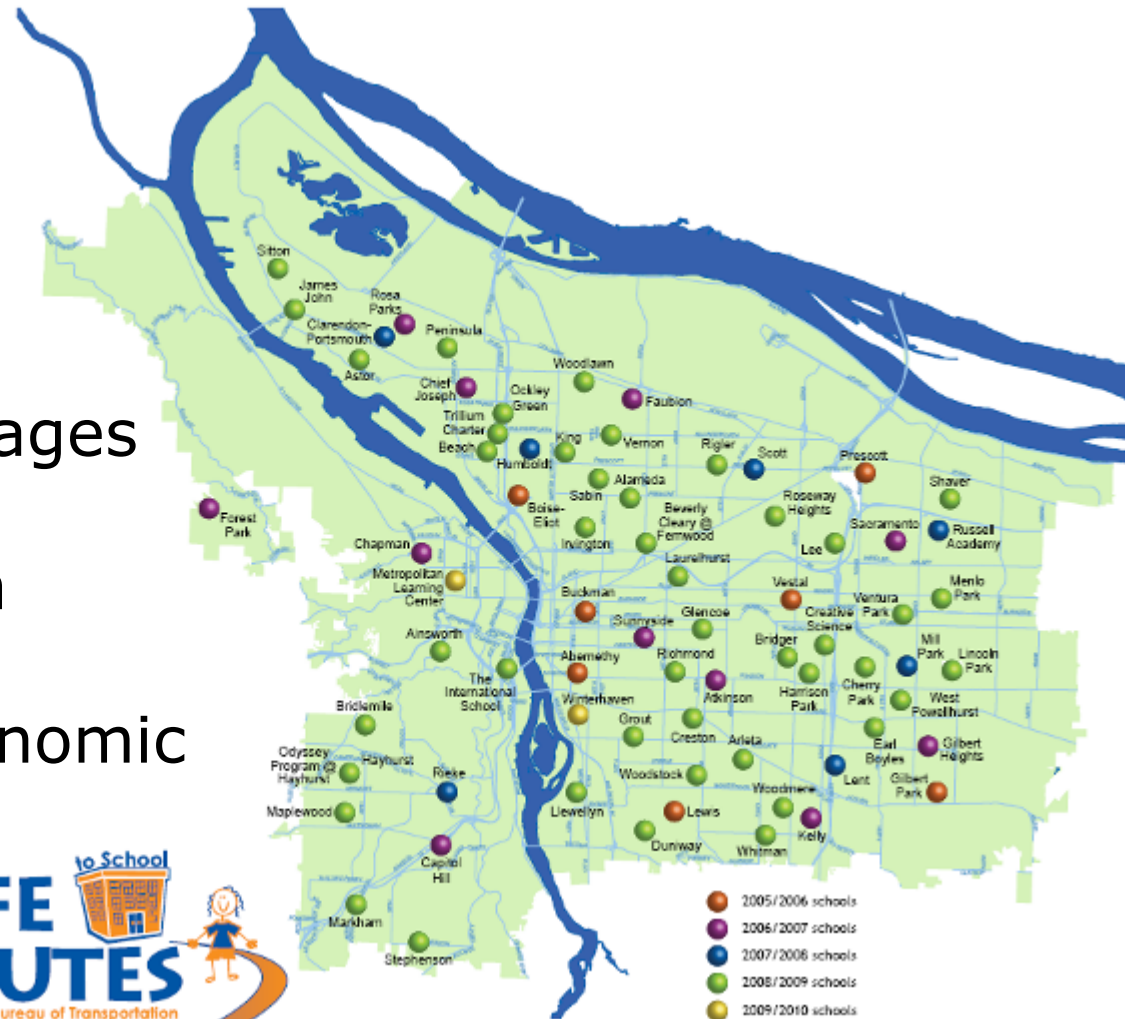 Sitton
James
John
Rosa
Parks
Clarendon-
Portsmouth
Peninsula
Astor
Woodlawn
Chief
Joseph
Ockley
Green
Faubion
ages
Trillium
Charter
King
Vernon
Beach
Humboldt
Rigler
Scott
Prescott
Sabin
Alameda
Shaver
Boise-
Eliot
Beverly
Cleary @
Fernwood
Roseway
Heights
Forest
Park
Irvington
Sacramento
Russell
Academy
Chapman
Lee
Laurelhurst
Metropolitan
Learning
Center
Buckman
Vestal
Menlo
Park
Ventura
Park
Sunnyside
Glencoe
Creative
Science
Ainsworth
Bridger
Mill
Park
Lincoln
Park
Abernethy
Richmond
The
International
School
Atkinson
Harrison
Park
Cherry
Park
West
Powellhurst
Winterhaven
Bridlemile
Grout
Creston
Arleta
Earl
Boyles
Gilbert
Heights
nomic
Odyssey
Program @
Hayhurst
Hayhurst
Rieke
Woodstock
Lent
Gilbert
Park
Woodmere
Maplewood
Llewellyn
Lewis
Kelly
Duniway
Whitman
Capitol
Hill
to School
FE
UTES
ureau of Transportation
Markham
Stephenson
2005/2006 schools
2006/2007 schools
2007/2008 schools
2008/2009 schools
2009/2010 schools